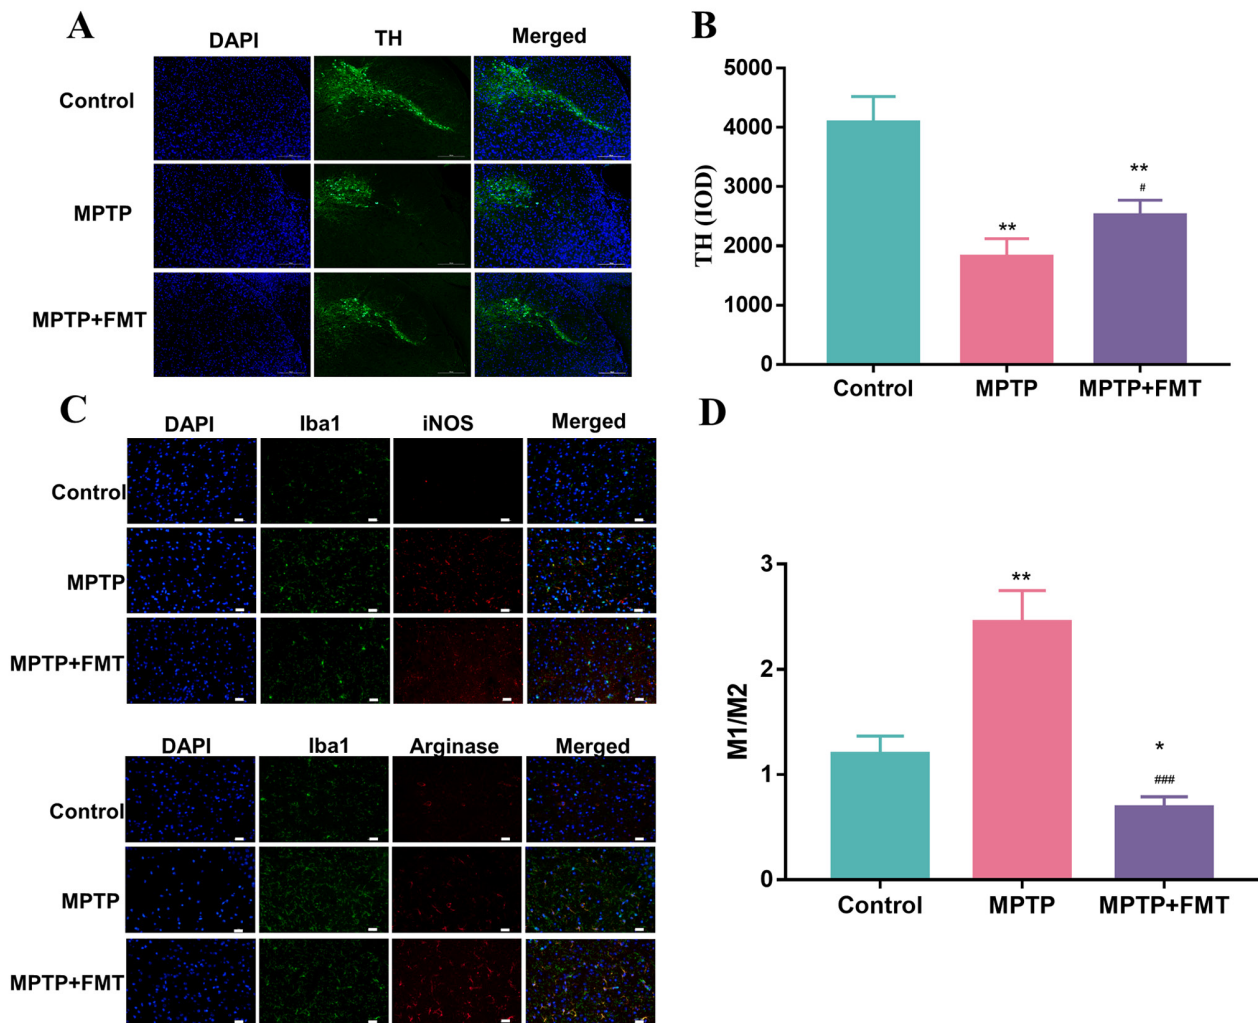 A
DAPI TH Merged
Control
MPTP
MPTP+FMT
B
TH (IOD)
5000
4000
3000
2000
1000
0
**
**
#
Control MPTP MPTP+FMT
C
DAPI Iba1 iNOS Merged
Control
MPTP
MPTP+FMT
DAPI Iba1 Arginase Merged
Control
MPTP
MPTP+FMT
D
M1/M2
3
2
1
0
**
*
###
Control MPTP MPTP+FMT